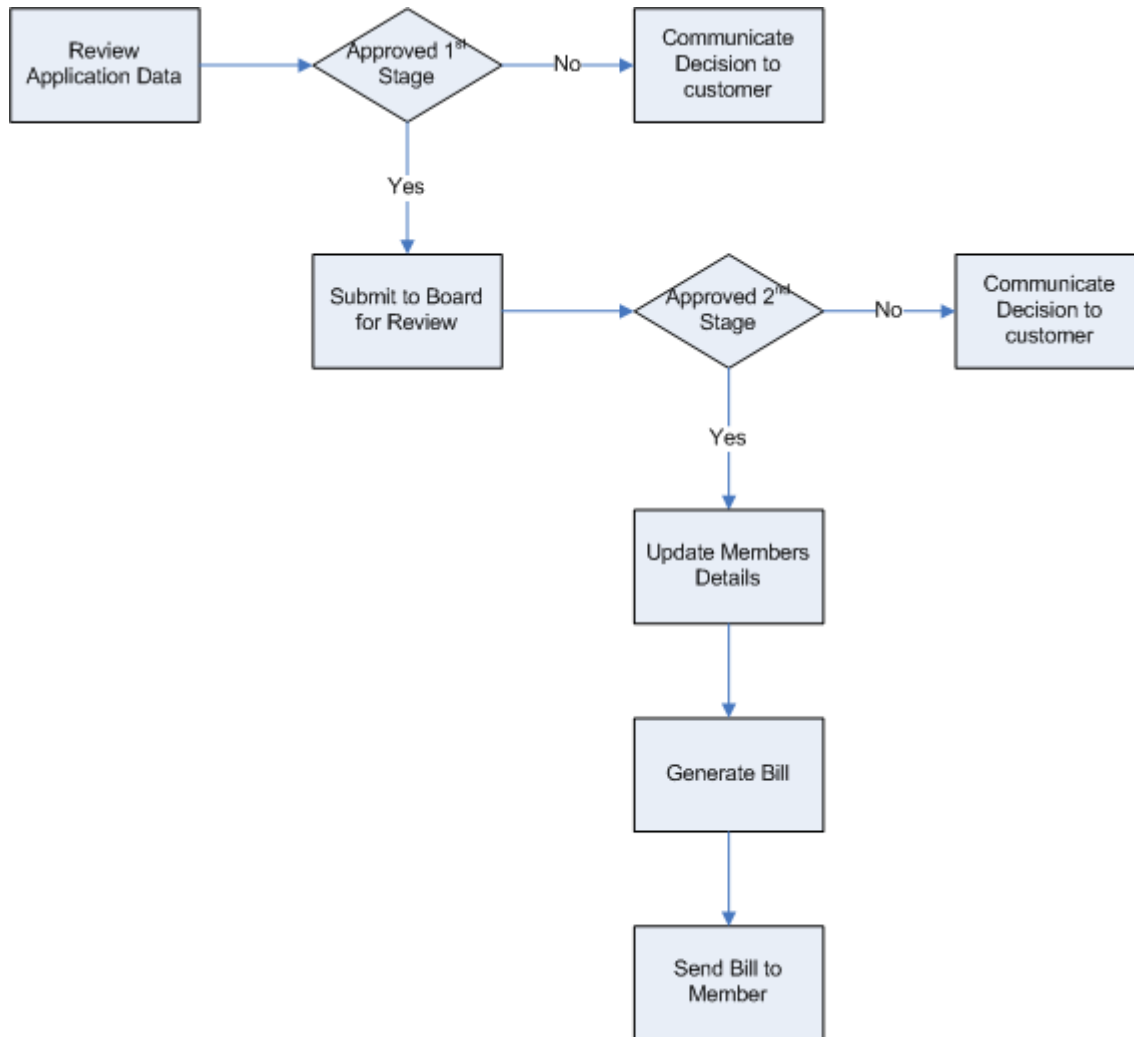 Review
Application Data
Approved 1st
Stage
No
Communicate
Decision to
customer
Yes
Submit to Board
for Review
Approved 2nd
Stage
No
Communicate
Decision to
customer
Yes
Update Members
Details
Generate Bill
Send Bill to
Member